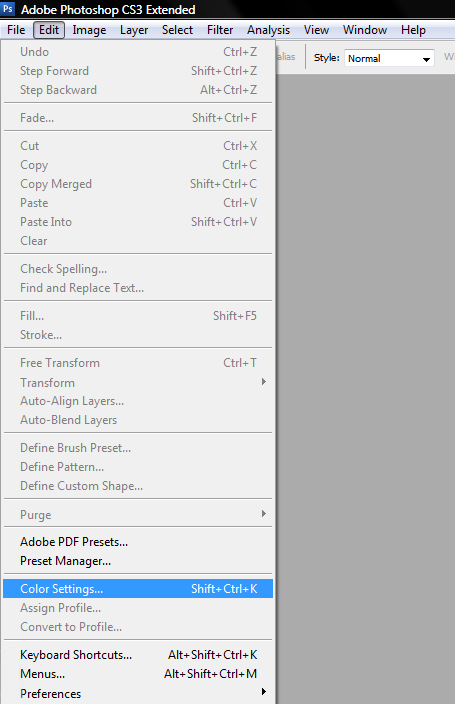 Ps Adobe Photoshop CS3 Extended
File Edit Image Layer Select Filter Analysis View Window Help
Undo Ctrl+Z
Step Forward Shift+Ctrl+Z
Step Backward Alt+Ctrl+Z
alias Style: Normal
Fade... Shift+Ctrl+F
Cut Ctrl+X
Copy Ctrl+C
Copy Merged Shift+Ctrl+C
Paste Ctrl+V
Paste Into Shift+Ctrl+V
Clear
Check Spelling...
Find and Replace Text...
Fill... Shift+F5
Stroke...
Free Transform Ctrl+T
Transform
Auto-Align Layers...
Auto-Blend Layers
Define Brush Preset...
Define Pattern...
Define Custom Shape...
Purge
Adobe PDF Presets...
Preset Manager...
Color Settings... Shift+Ctrl+K
Assign Profile...
Convert to Profile...
Keyboard Shortcuts... Alt+Shift+Ctrl+K
Menus... Alt+Shift+Ctrl+M
Preferences